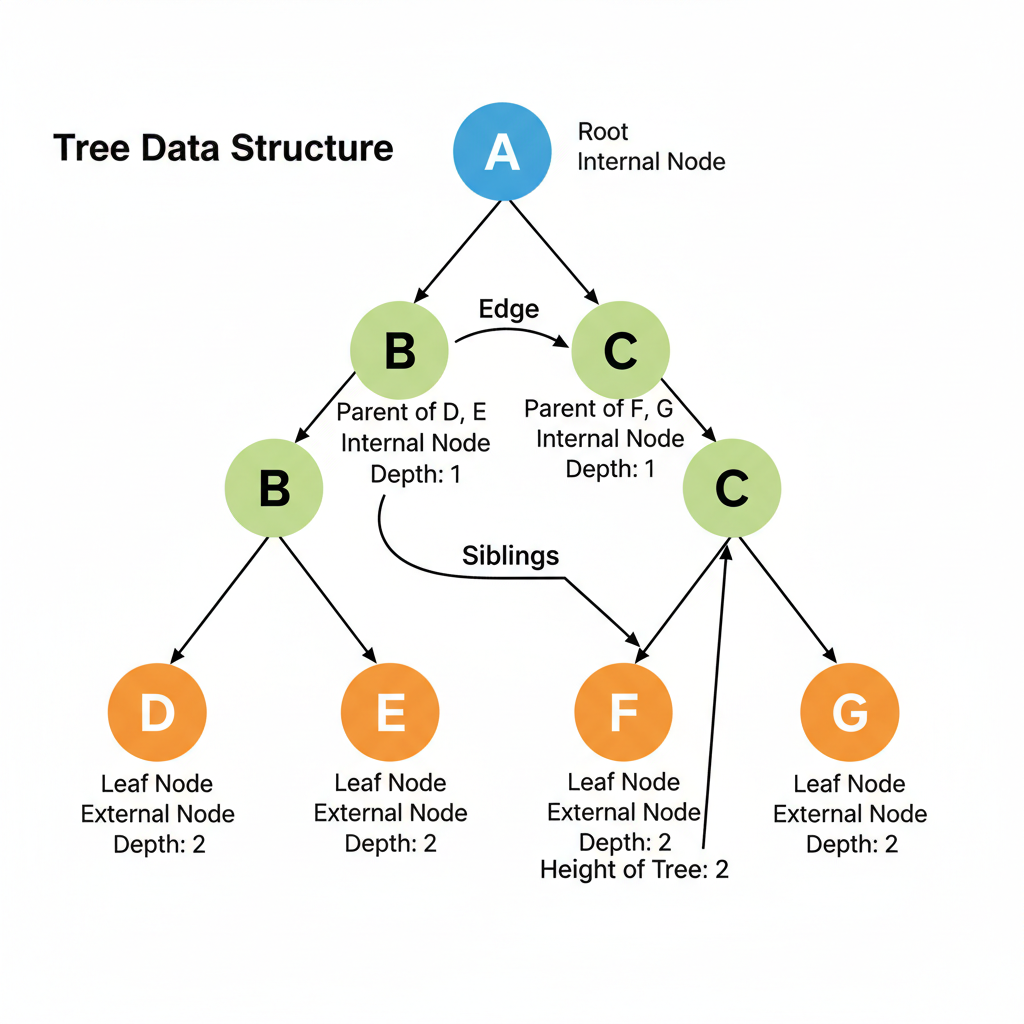 Tree Data Structure
A
Root
Internal Node
Edge
B
C
Parent of D, E
Internal Node
Depth: 1
Parent of F, G
Internal Node
Depth: 1
B
C
Siblings
D
E
F
G
Leaf Node
External Node
Depth: 2
Leaf Node
External Node
Depth: 2
Leaf Node
External Node
Depth: 2
Height of Tree: 2
Leaf Node
External Node
Depth: 2